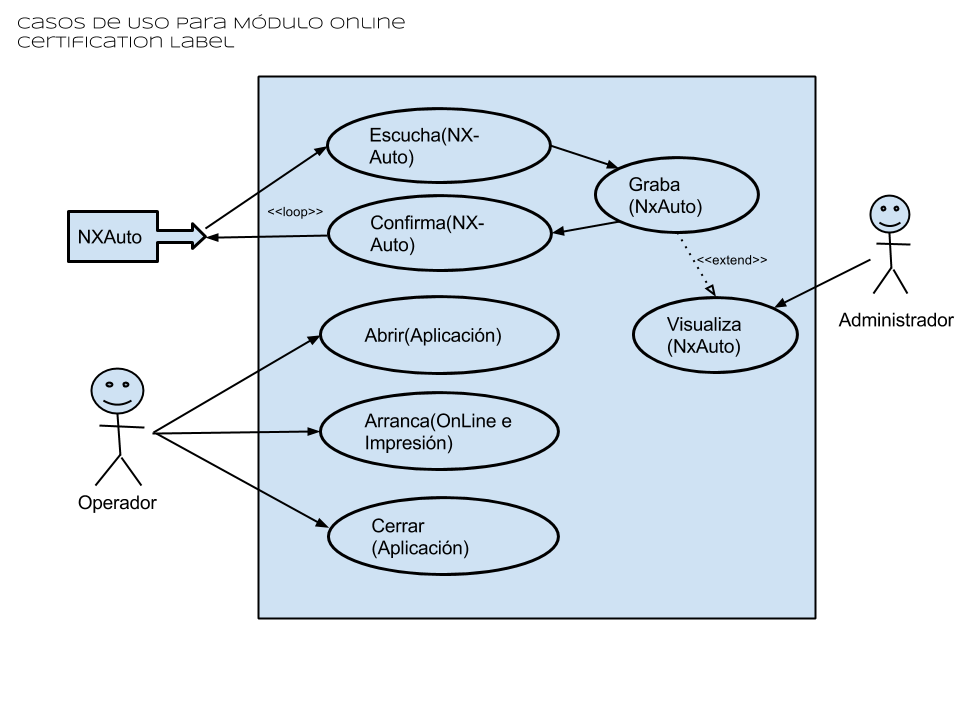 Casos de uso para Módulo Online
Certification Label
Escucha(NX-
Auto)
Graba
(NxAuto)
<<loop>>
Confirma(NX-
Auto)
NXAuto
<<extend>>
Administrador
Visualiza
(NxAuto)
Abrir(Aplicación)
Arranca(OnLine e
Impresión)
Operador
Cerrar
(Aplicación)